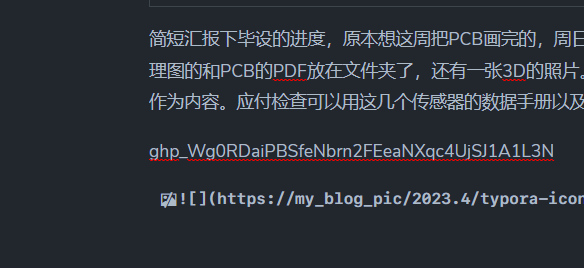 简短汇报下毕设的进度，原本想这周把PCB画完的，周日
理图的和PCB的PDF放在文件夹了，还有一张3D的照片。
作为内容。应付检查可以用这几个传感器的数据手册以及
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
![](https://my_blog_pic/2023.4/typora-icon